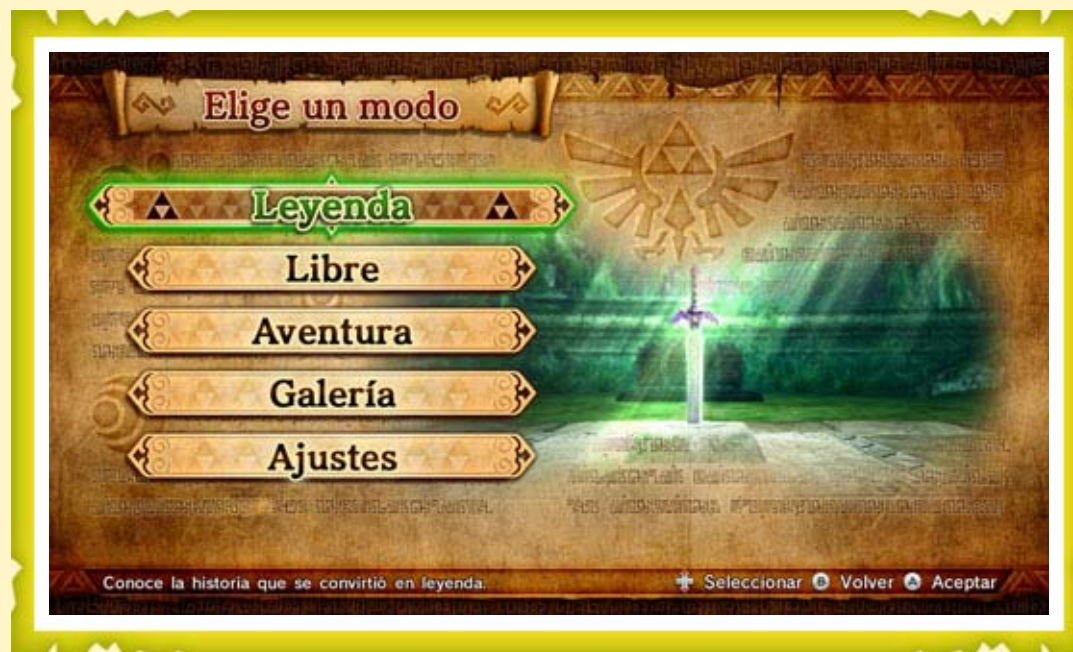 Elige un modo
Leyenda
Libre
Aventura
Galería
Ajustes
Conoce la historia que se convirtió en leyenda.
Seleccionar B Volver A Aceptar